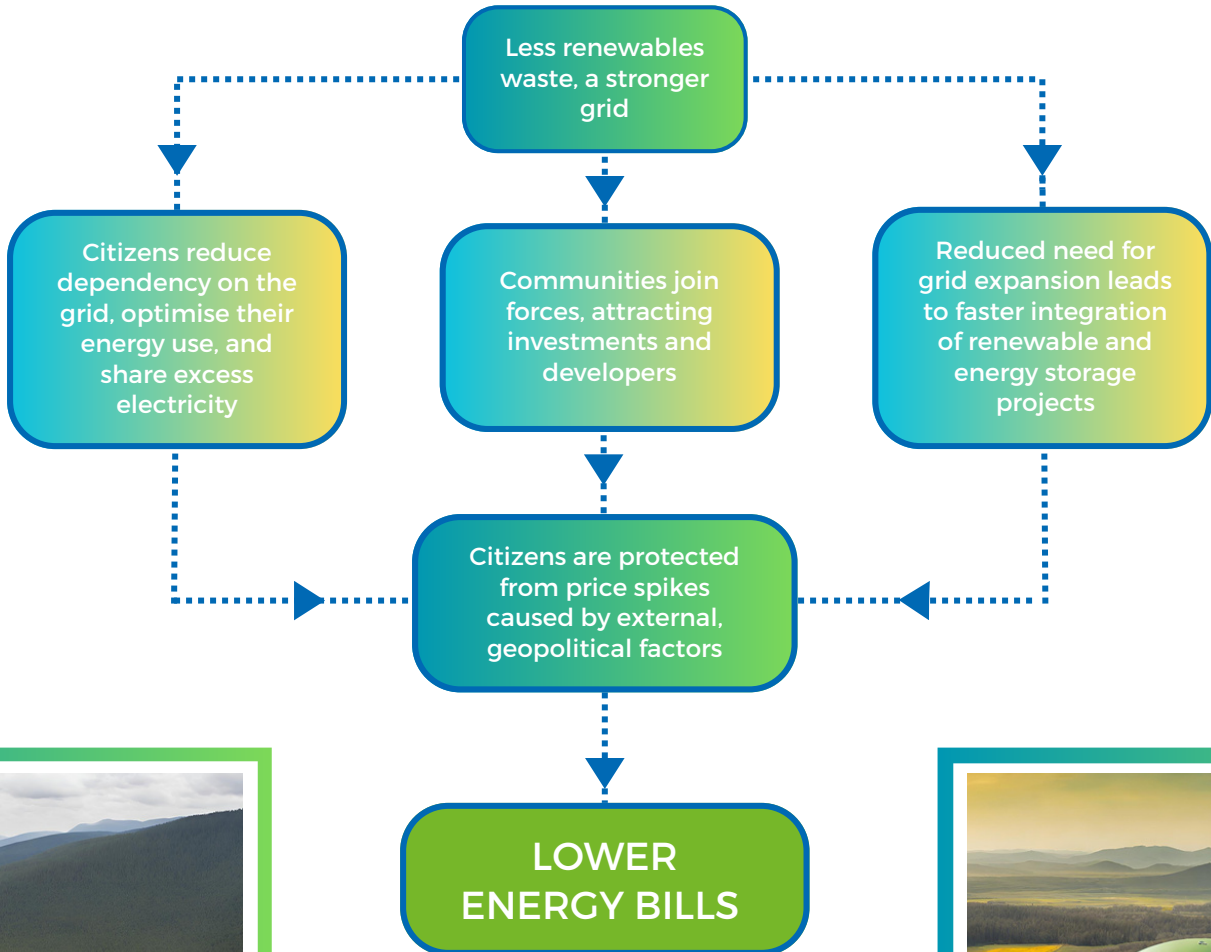 Less renewables
waste, a stronger
grid
Citizens reduce
dependency on the
grid, optimise their
energy use, and
share excess
electricity
Communities join
forces, attracting
investments and
developers
Reduced need for
grid expansion leads
to faster integration
of renewable and
energy storage
projects
Citizens are protected
from price spikes
caused by external,
geopolitical factors
LOWER
ENERGY BILLS